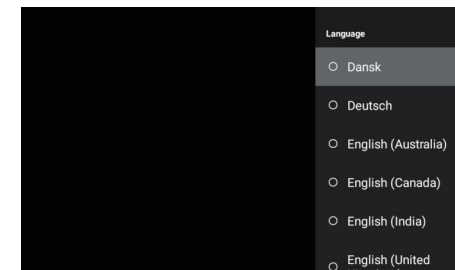 Language
Dansk
Deutsch
English (Australia)
English (Canada)
English (India)
English (United